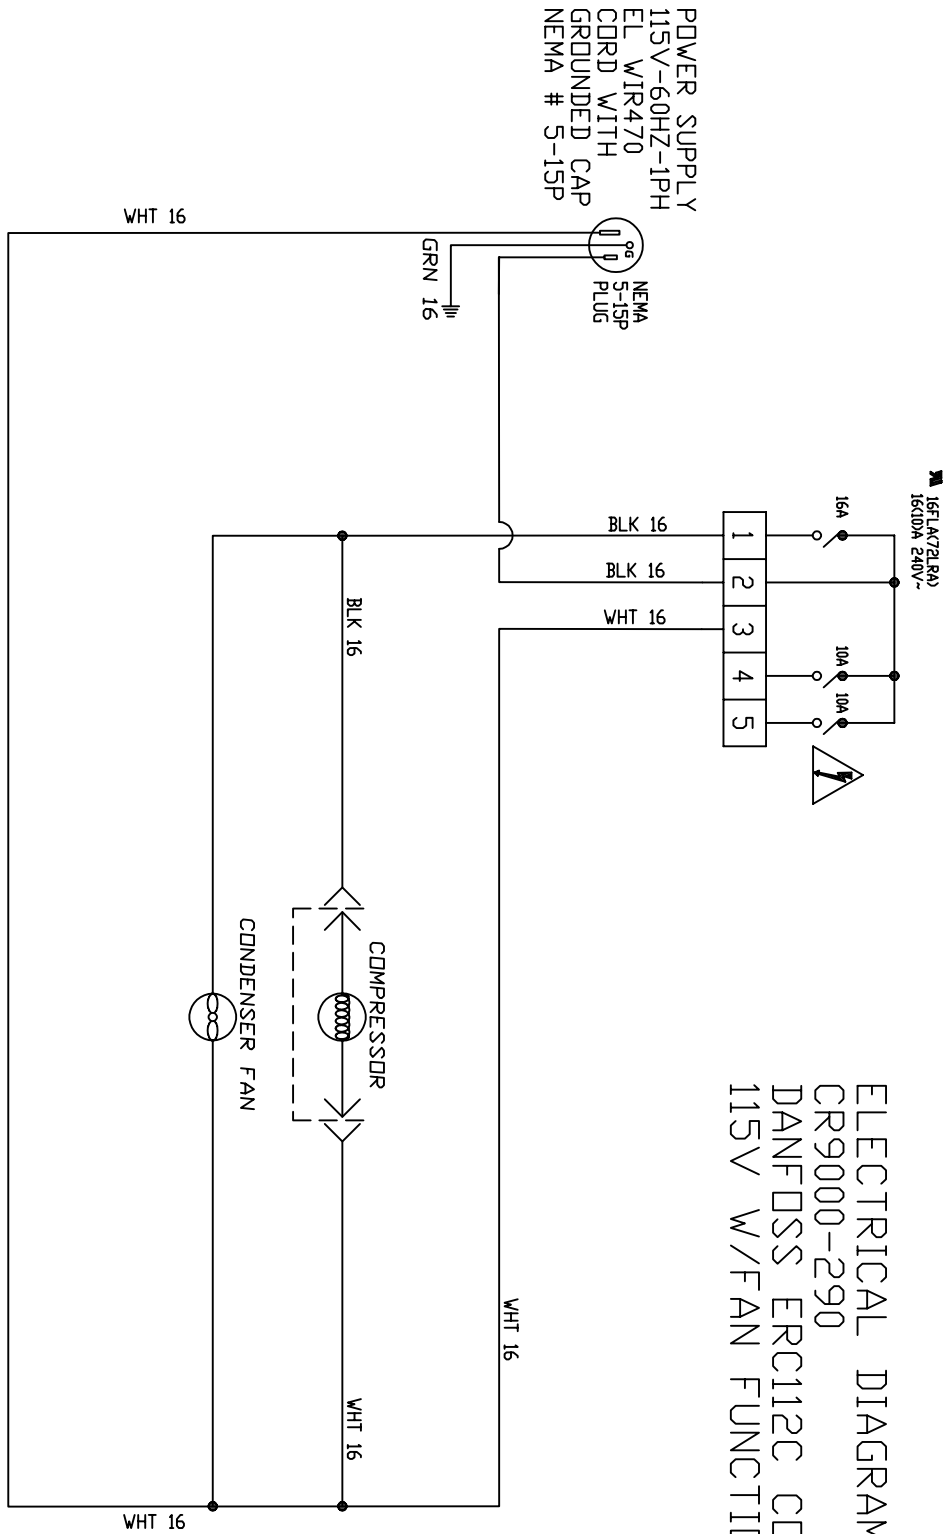 16FLA(72LRA)
16(10)A 240V~
ELECTRICAL DIAGRAM
CR9000-290
DANFOSS ERC112C
115V W/FAN
16A
10A
10A
1
2
3
4
5
POWER SUPPLY
115V-60HZ-1PH
EL WIR470
CORD WITH
GROUNDED CAP
NEMA # 5-15P
NEMA
5-15P
PLUG
G
BLK 16
BLK 16
WHT 16
GRN 16
WHT 16
BLK 16
COMPRESSOR
WHT 16
CONDENSER FAN
WHT 16
WHT 16